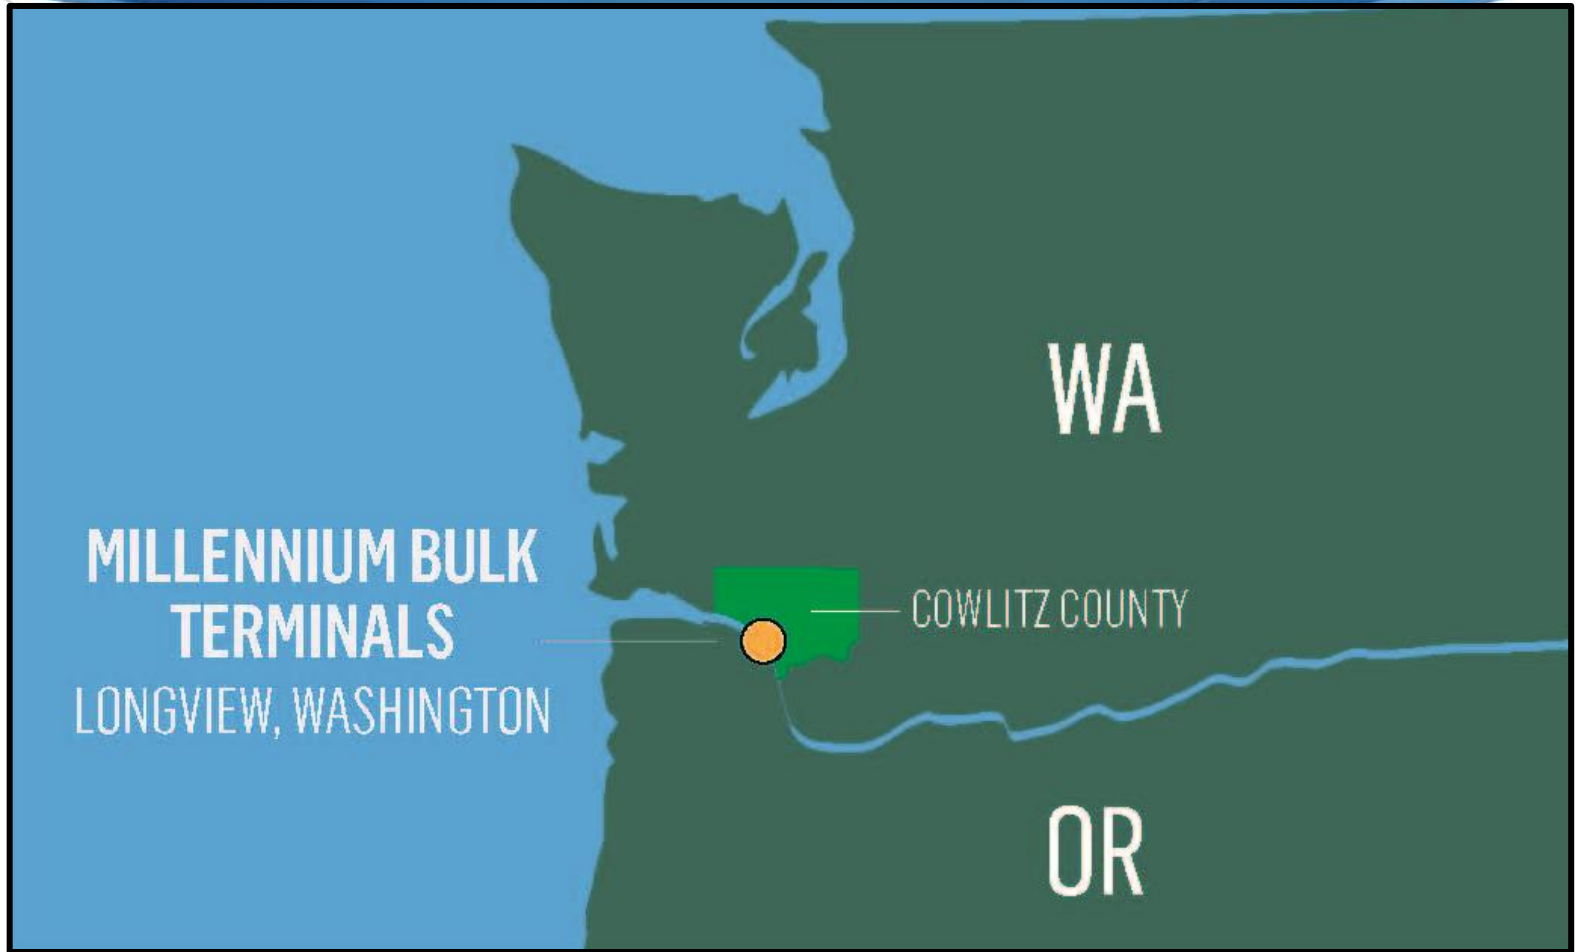 WA
MILLENNIUM BULK
TERMINALS
LONGVIEW, WASHINGTON
COWLITZ COUNTY
OR